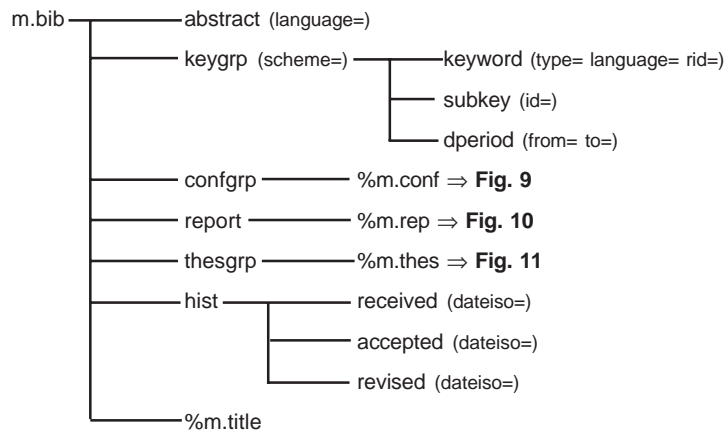 m.bib abstract (language=)
keygrp (scheme=) keyword (type= language= rid=)
subkey (id=)
dperiod (from= to=)
confgrp %m.conf ⇒ Fig. 9
report %m.rep ⇒ Fig. 10
thesgrp %m.thes ⇒ Fig. 11
hist received (dateiso=)
accepted (dateiso=)
revised (dateiso=)
%m.title